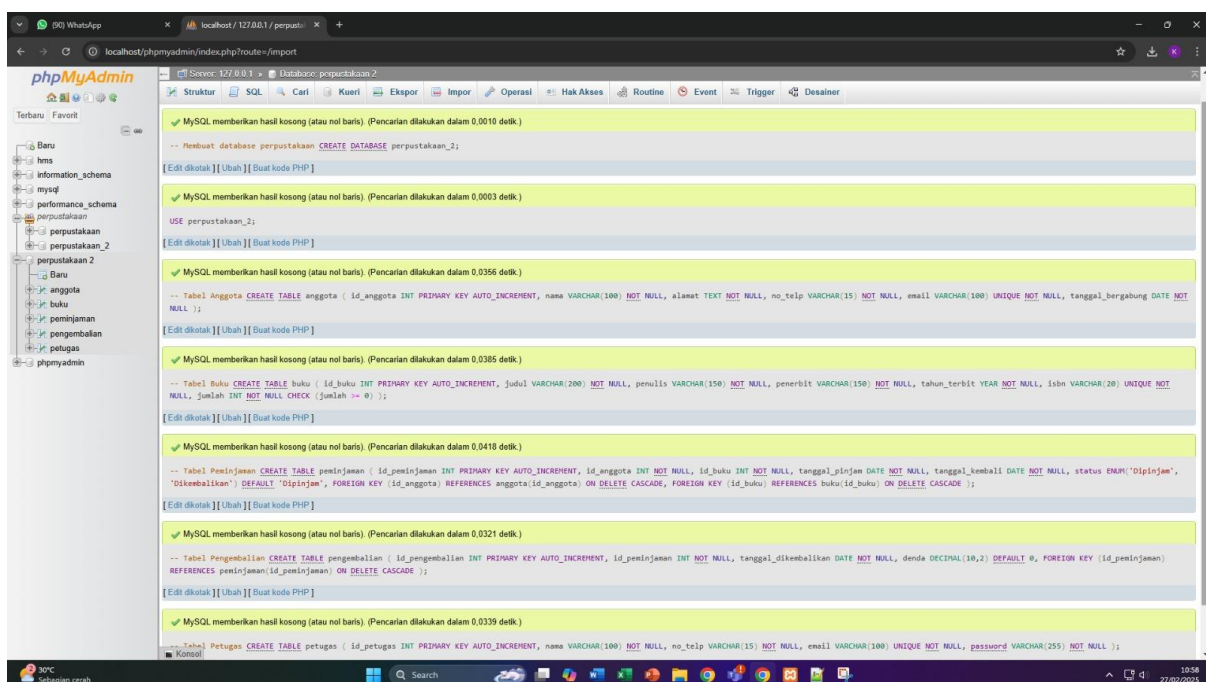 (90) WhatsApp
localhost / 127.0.0.1 / perpusta
localhost/phpmyadmin/index.php?route=/import
phpMyAdmin
Terbaru Favorit
Baru
hms
information_schema
mysql
performance_schema
perpustakaan
perpustakaan
perpustakaan_2
perpustakaan 2
Baru
anggota
buku
peminjaman
pengembalian
petugas
phpmyadmin
Server: 127.0.0.1 » Database: perpustakaan 2
Struktur SQL Cari Kueri Ekspor Impor Operasi Hak Akses Routine Event Trigger Desainer
MySQL memberikan hasil kosong (atau nol baris). (Pencarian dilakukan dalam 0,0010 detik.)
-- Membuat database perpustakaan CREATE DATABASE perpustakaan_2;
[ Edit dikotak ] [ Ubah ] [ Buat kode PHP ]
MySQL memberikan hasil kosong (atau nol baris). (Pencarian dilakukan dalam 0,0003 detik.)
USE perpustakaan_2;
[ Edit dikotak ] [ Ubah ] [ Buat kode PHP ]
MySQL memberikan hasil kosong (atau nol baris). (Pencarian dilakukan dalam 0,0356 detik.)
-- Tabel Anggota CREATE TABLE anggota ( id_anggota INT PRIMARY KEY AUTO_INCREMENT, nama VARCHAR(100) NOT NULL, alamat TEXT NOT NULL, no_telp VARCHAR(15) NOT NULL, email VARCHAR(100) UNIQUE NOT NULL, tanggal_bergabung DATE NOT
NULL );
[ Edit dikotak ] [ Ubah ] [ Buat kode PHP ]
MySQL memberikan hasil kosong (atau nol baris). (Pencarian dilakukan dalam 0,0385 detik.)
-- Tabel Buku CREATE TABLE buku ( id_buku INT PRIMARY KEY AUTO_INCREMENT, judul VARCHAR(200) NOT NULL, penulis VARCHAR(150) NOT NULL, penerbit VARCHAR(150) NOT NULL, tahun_terbit YEAR NOT NULL, isbn VARCHAR(20) UNIQUE NOT
NULL, jumlah INT NOT NULL CHECK (jumlah >= 0) );
[ Edit dikotak ] [ Ubah ] [ Buat kode PHP ]
MySQL memberikan hasil kosong (atau nol baris). (Pencarian dilakukan dalam 0,0418 detik.)
-- Tabel Peminjaman CREATE TABLE peminjaman ( id_peminjaman INT PRIMARY KEY AUTO_INCREMENT, id_anggota INT NOT NULL, id_buku INT NOT NULL, tanggal_pinjam DATE NOT NULL, tanggal_kembali DATE NOT NULL, status ENUM('Dipinjam',
'Dikembalikan') DEFAULT 'Dipinjam', FOREIGN KEY (id_anggota) REFERENCES anggota(id_anggota) ON DELETE CASCADE, FOREIGN KEY (id_buku) REFERENCES buku(id_buku) ON DELETE CASCADE );
[ Edit dikotak ] [ Ubah ] [ Buat kode PHP ]
MySQL memberikan hasil kosong (atau nol baris). (Pencarian dilakukan dalam 0,0321 detik.)
-- Tabel Pengembalian CREATE TABLE pengembalian ( id_pengembalian INT PRIMARY KEY AUTO_INCREMENT, id_peminjaman INT NOT NULL, tanggal_dikembalikan DATE NOT NULL, denda DECIMAL(10,2) DEFAULT 0, FOREIGN KEY (id_peminjaman)
REFERENCES peminjaman(id_peminjaman) ON DELETE CASCADE );
[ Edit dikotak ] [ Ubah ] [ Buat kode PHP ]
MySQL memberikan hasil kosong (atau nol baris). (Pencarian dilakukan dalam 0,0339 detik.)
-- Tabel Petugas CREATE TABLE petugas ( id_petugas INT PRIMARY KEY AUTO_INCREMENT, nama VARCHAR(100) NOT NULL, no_telp VARCHAR(15) NOT NULL, email VARCHAR(100) UNIQUE NOT NULL, password VARCHAR(255) NOT NULL );
Konsol
30°C
Sebagian cerah
Search
10:58
27/02/2025